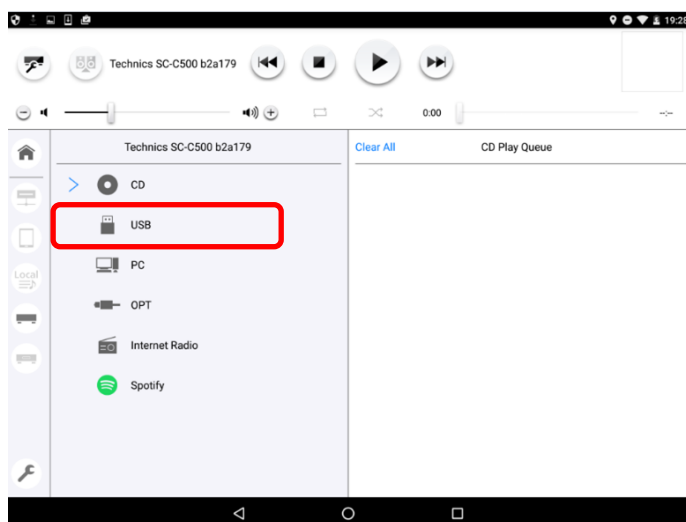 19:28
Technics SC-C500 b2a179
0:00
--:--
Technics SC-C500 b2a179
Clear All
CD Play Queue
CD
USB
Local
PC
OPT
Internet Radio
Spotify